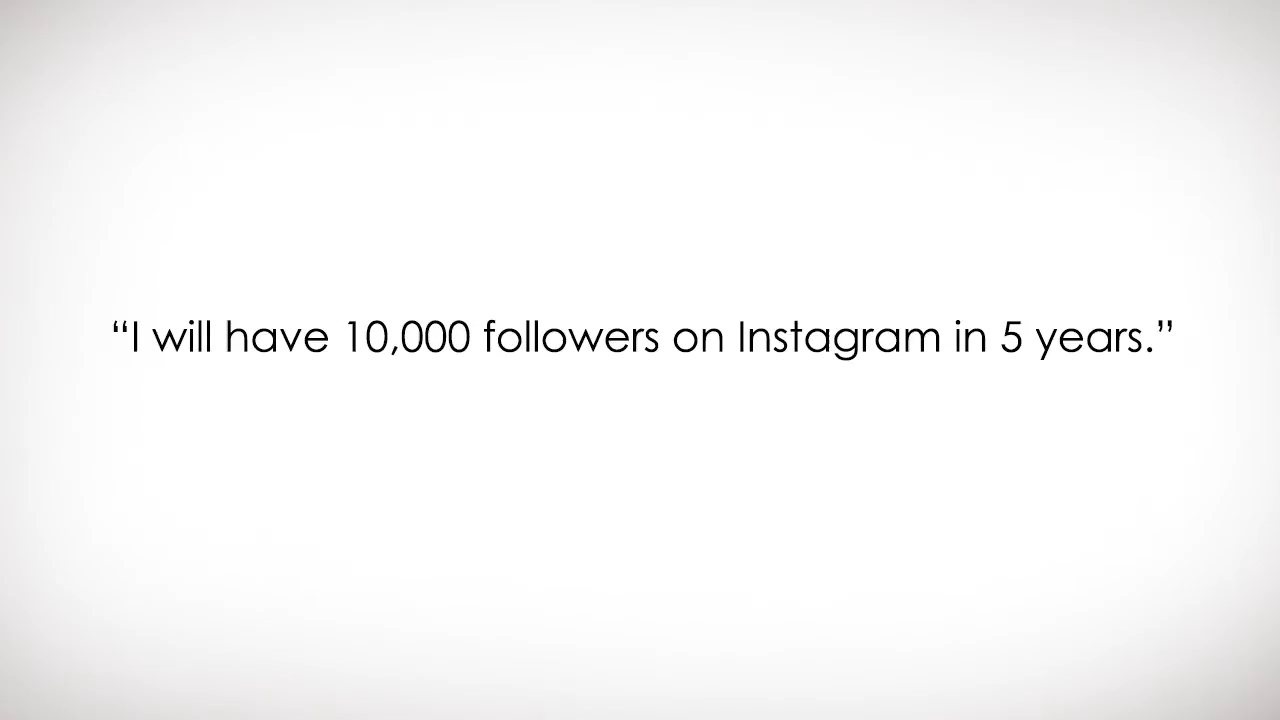 “I will have 10,000 followers on Instagram in 5 years.”